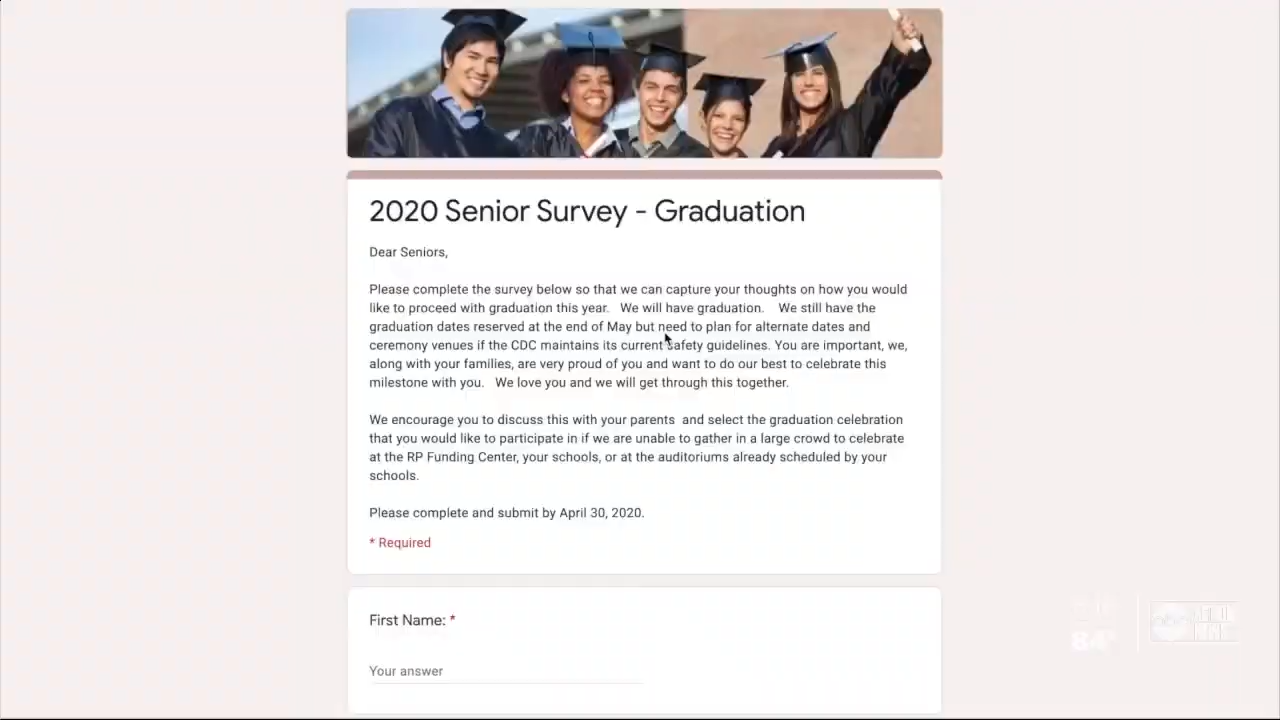 2020 Senior Survey - Graduation
Dear Seniors,
Please complete the survey below so that we can capture your thoughts on how you would
like to proceed with graduation this year. We will have graduation. We still have the
graduation dates reserved at the end of May but need to plan for alternate dates and
ceremony venues if the CDC maintains its current safety guidelines. You are important, we,
along with your families, are very proud of you and want to do our best to celebrate this
milestone with you. We love you and we will get through this together.
We encourage you to discuss this with your parents and select the graduation celebration
that you would like to participate in if we are unable to gather in a large crowd to celebrate
at the RP Funding Center, your schools, or at the auditoriums already scheduled by your
schools.
Please complete and submit by April 30, 2020.
* Required
First Name: *
Your answer
84°